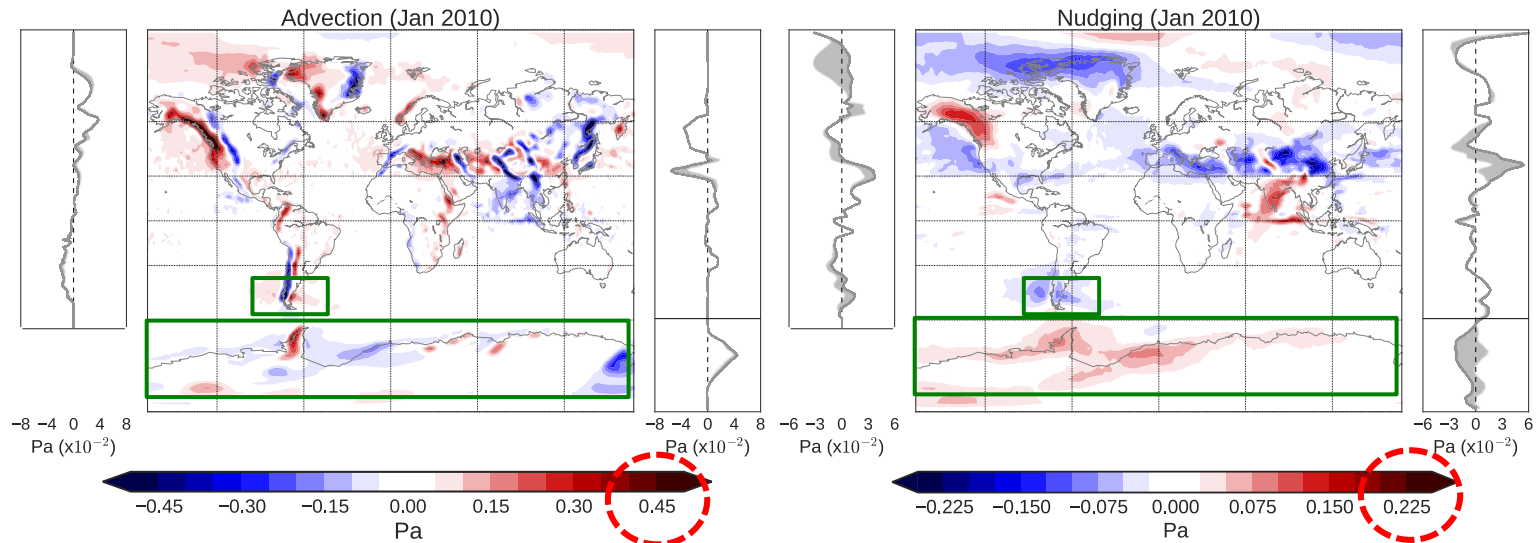 Advection (Jan 2010)
Nudging (Jan 2010)
−8 −4 0 4 8
Pa (x10⁻²)
−8 −4 0 4 8
Pa (x10⁻²)
−6 −3 0 3 6
Pa (x10⁻²)
−6 −3 0 3 6
Pa (x10⁻²)
−0.45 −0.30 −0.15 0.00 0.15 0.30 0.45
Pa
−0.225 −0.150 −0.075 0.000 0.075 0.150 0.225
Pa